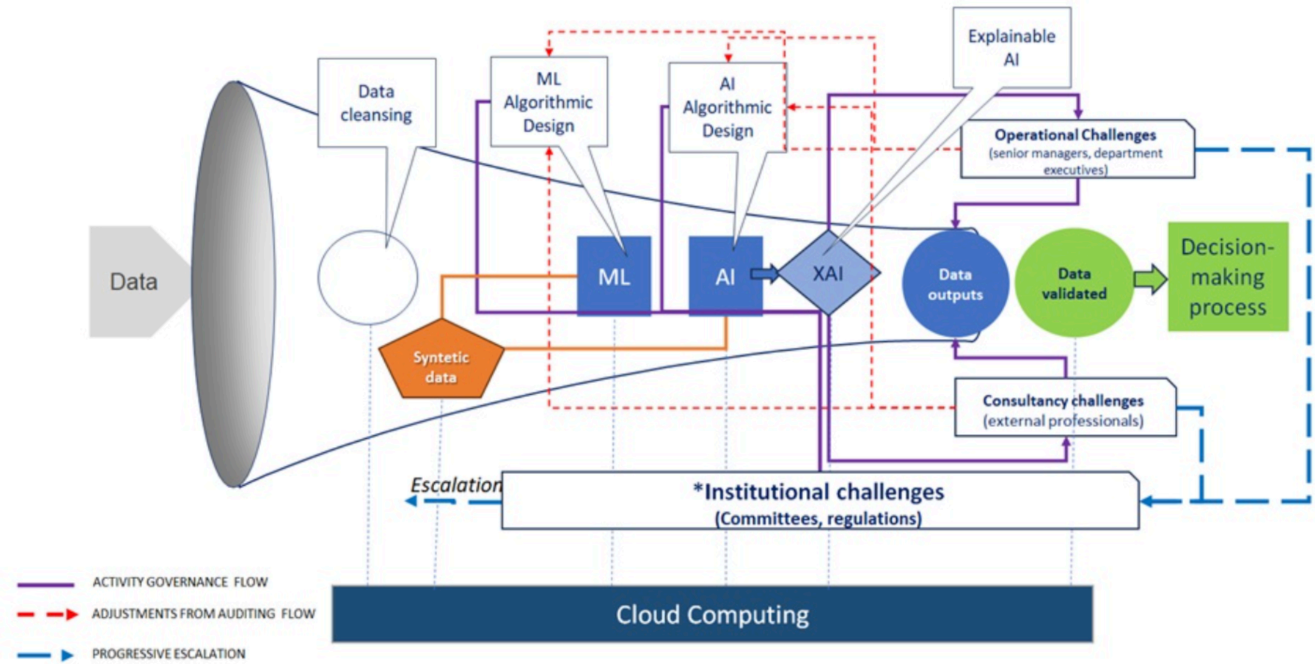 Data
cleansing
ML
Algorithmic
Design
AI
Algorithmic
Design
Explainable
AI
Operational Challenges
(senior managers, department
executives)
Data
ML
AI
XAI
Data
outputs
Data
validated
Decision-
making
process
Syntetic
data
Consultancy challenges
(external professionals)
Escalation
*Institutional challenges
(Committees, regulations)
ACTIVITY GOVERNANCE FLOW
ADJUSTMENTS FROM AUDITING FLOW
PROGRESSIVE ESCALATION
Cloud Computing